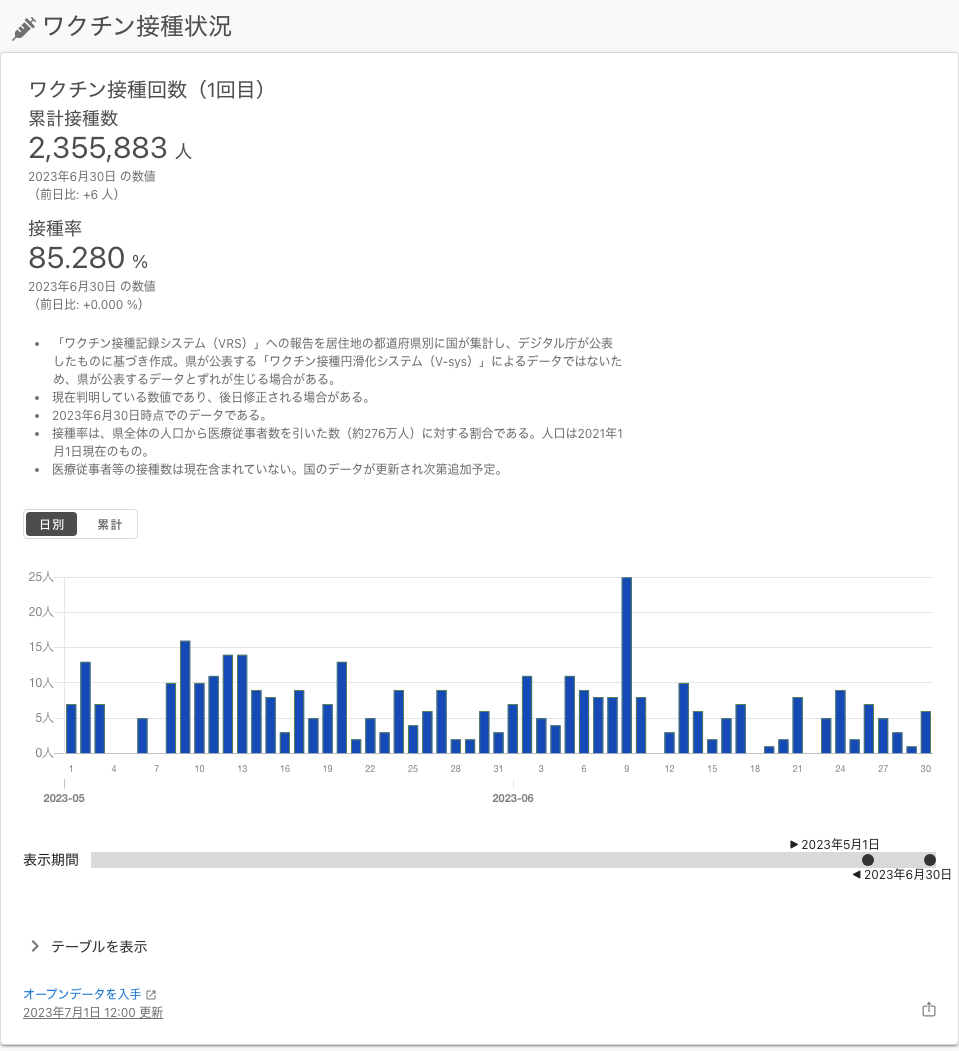 ワクチン接種状況
ワクチン接種回数（1回目）
累計接種数
2,355,883 人
2023年6月30日 の数値
（前日比: +6 人）
接種率
85.280 %
2023年6月30日 の数値
（前日比: +0.000 %）
• 「ワクチン接種記録システム（VRS）」への報告を居住地の都道府県別に国が集計し、デジタル庁が公表
したものに基づき作成。県が公表する「ワクチン接種円滑化システム（V-sys）」によるデータではないた
め、県が公表するデータとずれが生じる場合がある。
• 現在判明している数値であり、後日修正される場合がある。
• 2023年6月30日時点でのデータである。
• 接種率は、県全体の人口から医療従事者数を引いた数（約276万人）に対する割合である。人口は2021年1
月1日現在のもの。
• 医療従事者等の接種数は現在含まれていない。国のデータが更新され次第追加予定。
日別 累計
25人
20人
15人
10人
5人
0人
1 4 7 10 13 16 19 22 25 28 31 3 6 9 12 15 18 21 24 27 30
2023-05 2023-06
▶ 2023年5月1日
表示期間
◀ 2023年6月30日
テーブルを表示
オープンデータを入手
2023年7月1日 12:00 更新